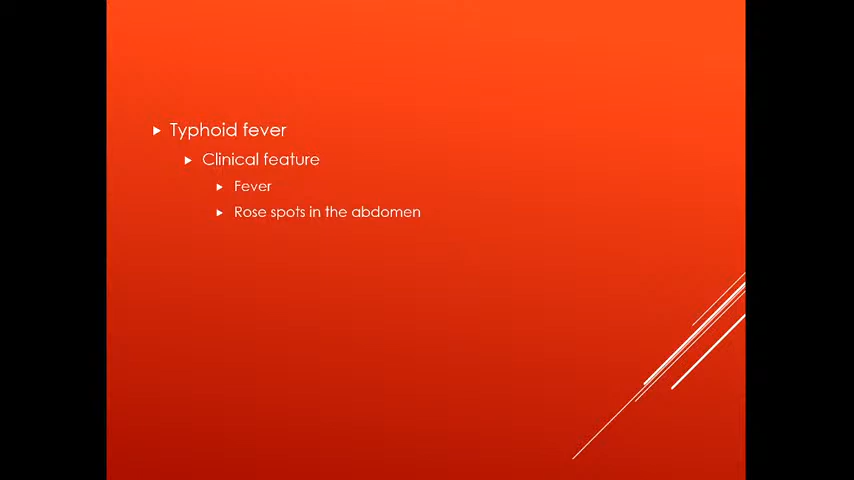 Typhoid fever
Clinical feature
Fever
Rose spots in the abdomen